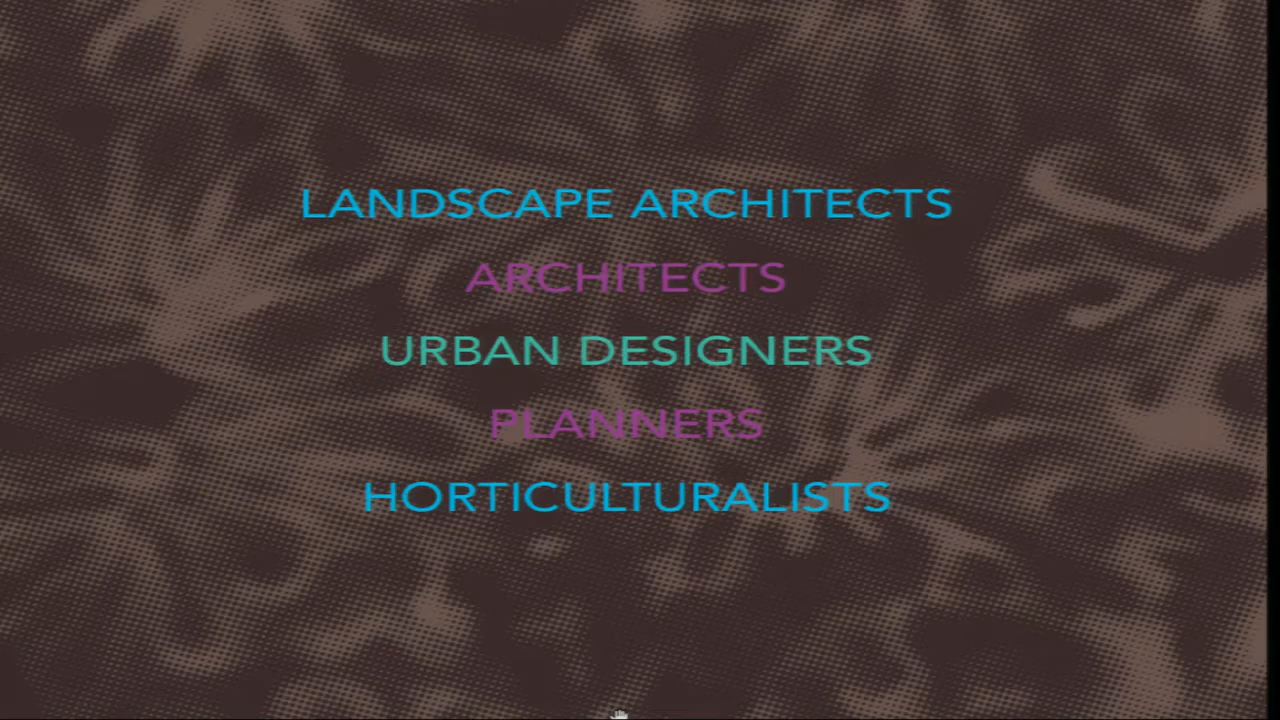 LANDSCAPE ARCHITECTS
ARCHITECTS
URBAN DESIGNERS
PLANNERS
HORTICULTURALISTS